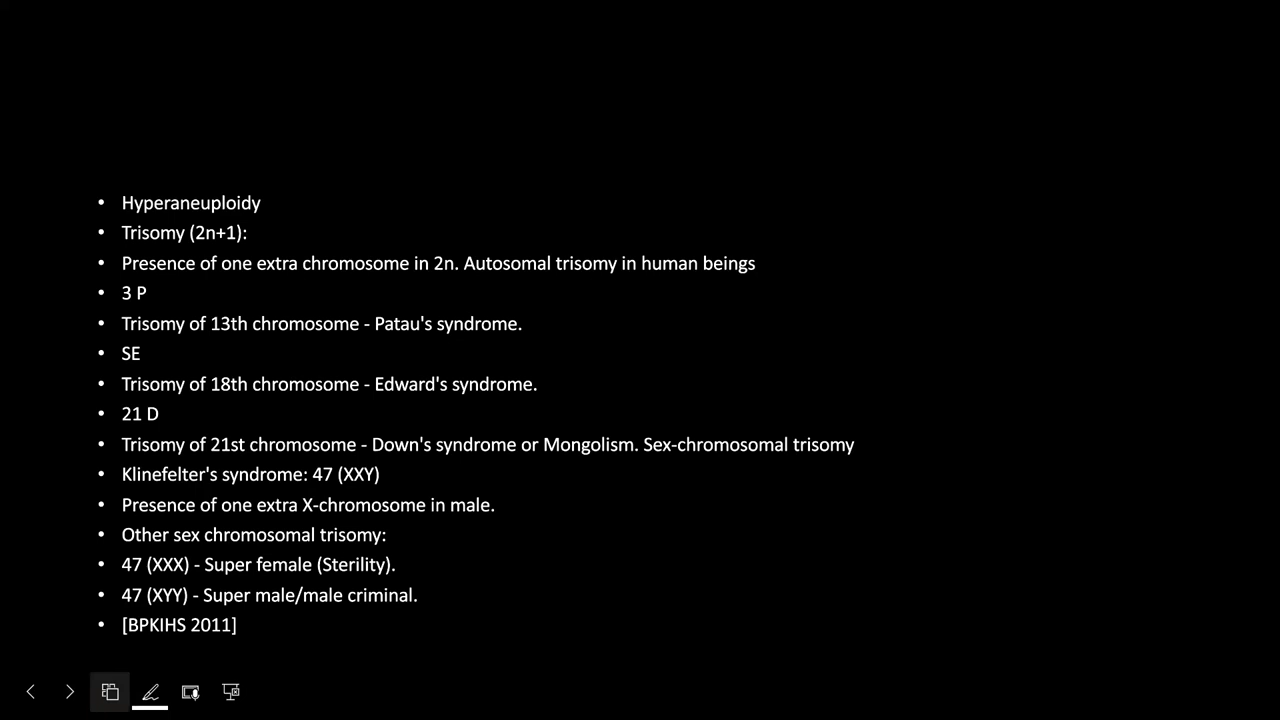 • Hyperaneuploidy
• Trisomy (2n+1):
• Presence of one extra chromosome in 2n. Autosomal trisomy in human beings
• 3 P
• Trisomy of 13th chromosome - Patau's syndrome.
• SE
• Trisomy of 18th chromosome - Edward's syndrome.
• 21 D
• Trisomy of 21st chromosome - Down's syndrome or Mongolism. Sex-chromosomal trisomy
• Klinefelter's syndrome: 47 (XXY)
• Presence of one extra X-chromosome in male.
• Other sex chromosomal trisomy:
• 47 (XXX) - Super female (Sterility).
• 47 (XYY) - Super male/male criminal.
• [BPKIHS 2011]